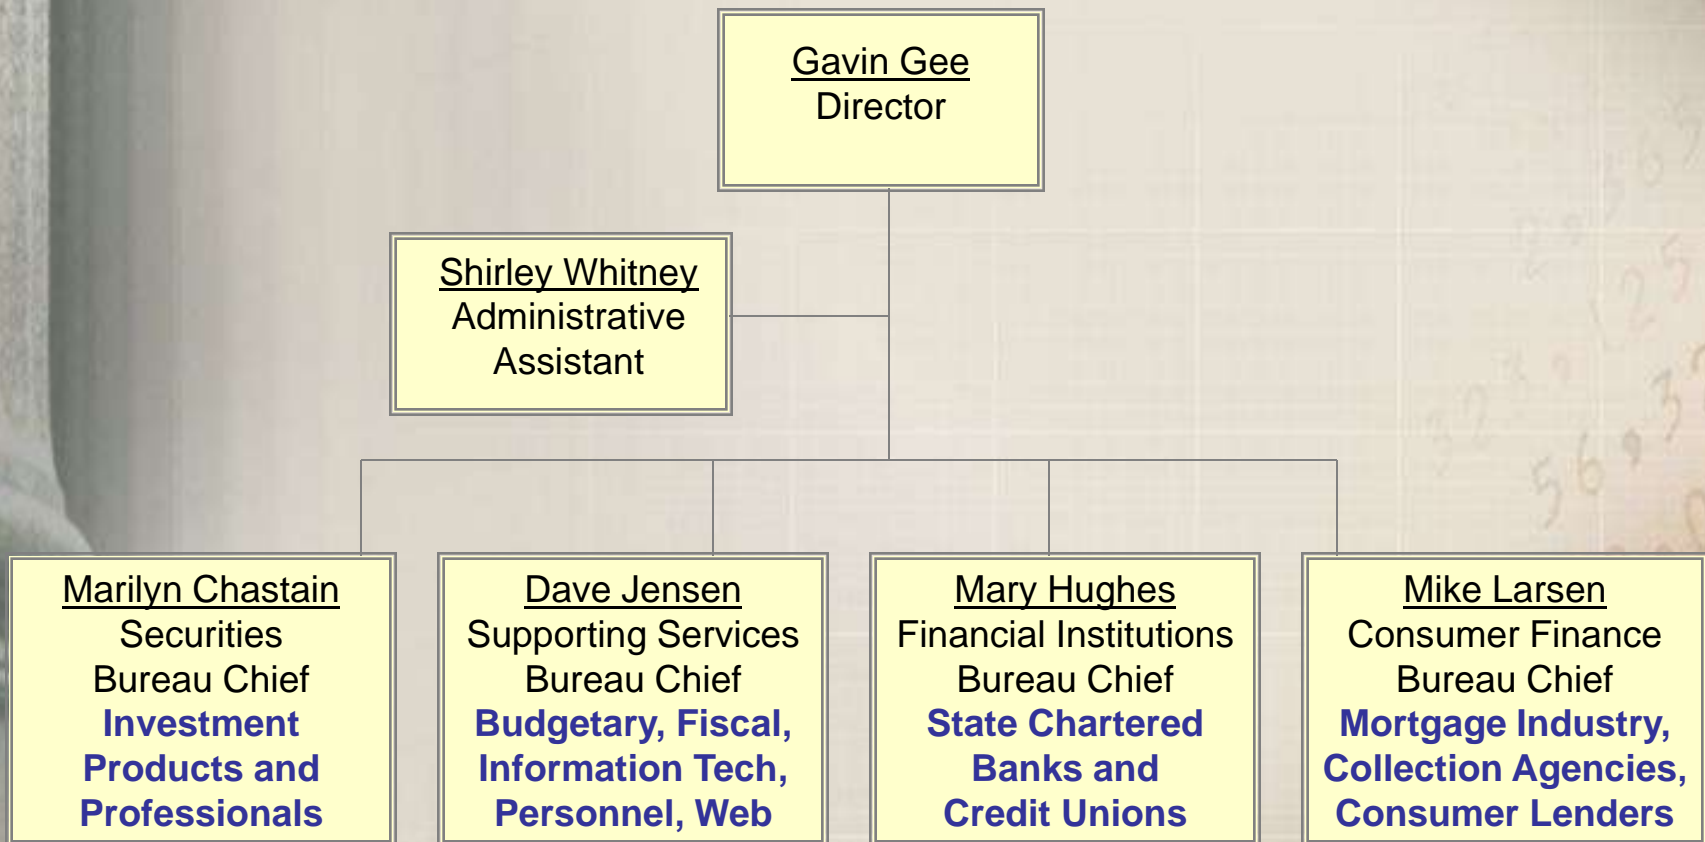 Gavin Gee
Director
Shirley Whitney
Administrative
Assistant
Marilyn Chastain
Securities
Bureau Chief
Investment
Products and
Professionals
Dave Jensen
Supporting Services
Bureau Chief
Budgetary, Fiscal,
Information Tech,
Personnel, Web
Mary Hughes
Financial Institutions
Bureau Chief
State Chartered
Banks and
Credit Unions
Mike Larsen
Consumer Finance
Bureau Chief
Mortgage Industry,
Collection Agencies,
Consumer Lenders